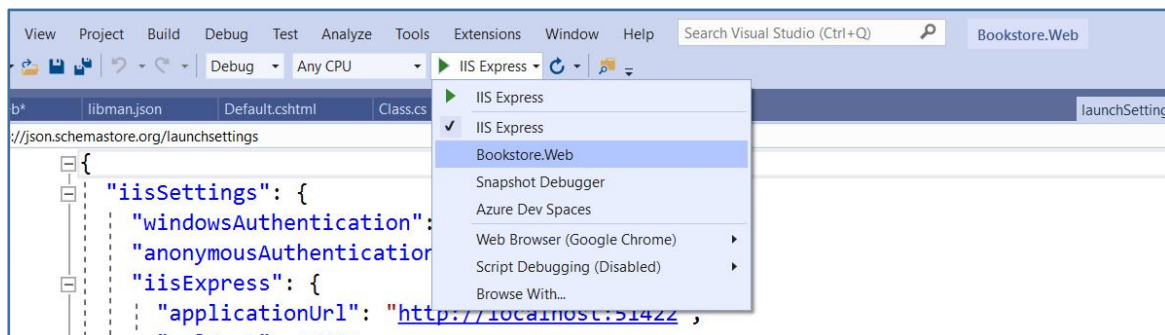 View Project Build Debug Test Analyze Tools Extensions Window Help Search Visual Studio (Ctrl+Q) Bookstore.Web
Debug Any CPU IIS Express
b* libman.json Default.cshtml Class.cs launchSetting
://json.schemastore.org/launchsettings
IIS Express
IIS Express
Bookstore.Web
Snapshot Debugger
Azure Dev Spaces
Web Browser (Google Chrome)
Script Debugging (Disabled)
Browse With...
{
"iisSettings": {
"windowsAuthentication":
"anonymousAuthentication
"iisExpress": {
"applicationUrl": "http://localhost:51422",